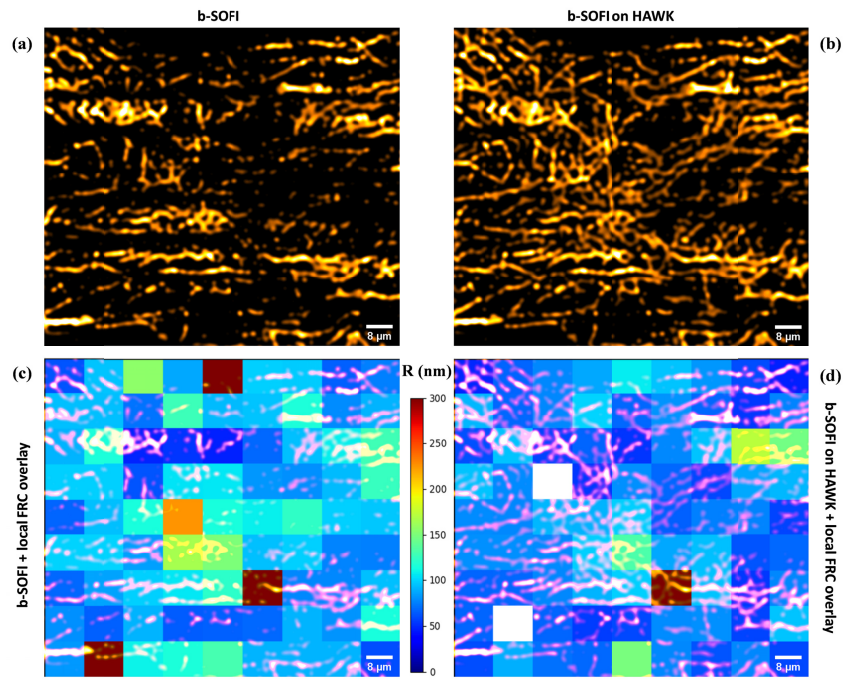 b-SOFI
b-SOFI on HAWK
(a)
(b)
8 µm
8 µm
(c)
R (nm)
(d)
300
250
200
150
100
50
0
b-SOFI + local FRC overlay
b-SOFI on HAWK + local FRC overlay
8 µm
8 µm